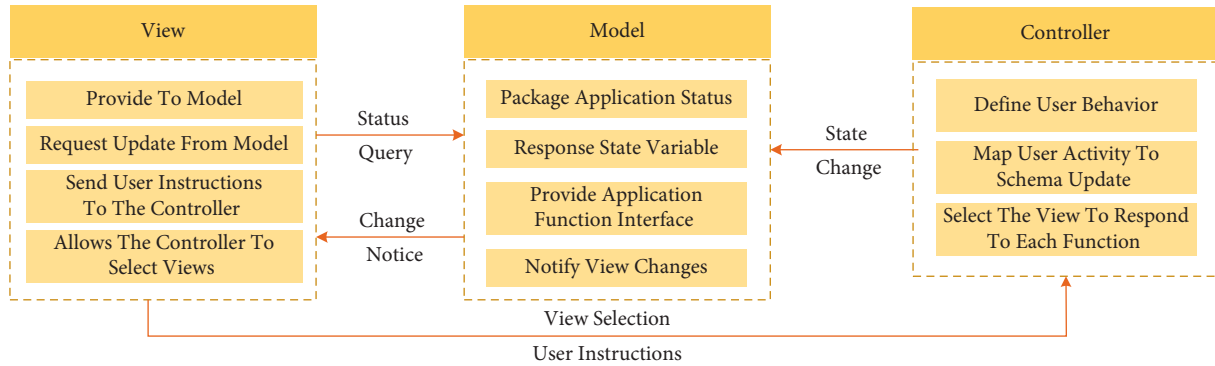 View
Provide To Model
Request Update From Model
Send User Instructions
To The Controller
Allows The Controller To
Select Views
Status
Query
Change
Notice
Model
Package Application Status
Response State Variable
Provide Application
Function Interface
Notify View Changes
State
Change
Controller
Define User Behavior
Map User Activity To
Schema Update
Select The View To Respond
To Each Function
View Selection
User Instructions